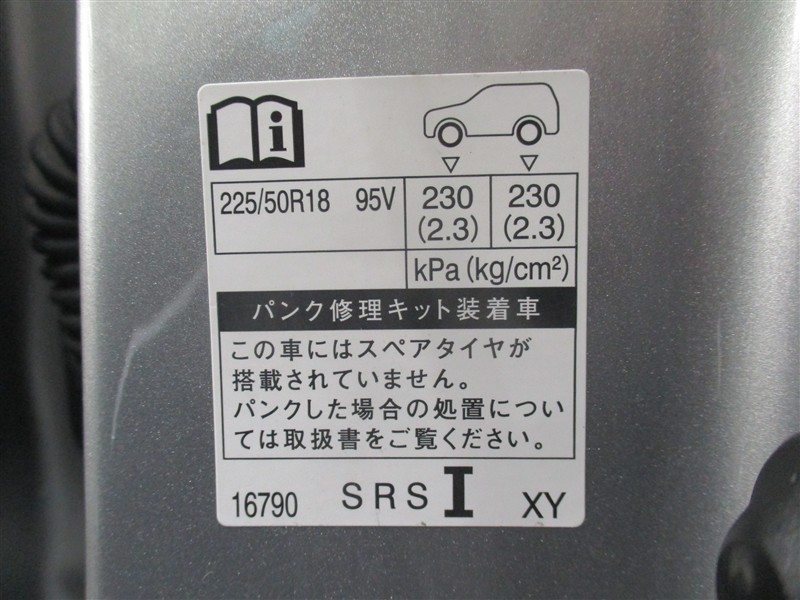 i
225/50R18 95V 230 230
(2.3) (2.3)
kPa (kg/cm²)
パンク修理キット装着車
この車にはスペアタイヤが
搭載されていません。
パンクした場合の処置につい
ては取扱書をご覧ください。
16790 SRS I XY